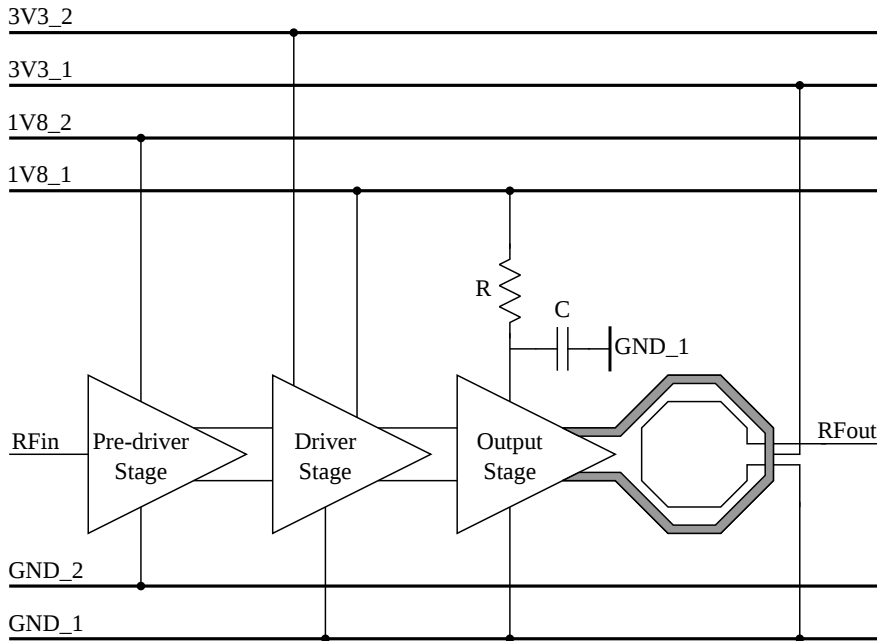 3V3_2
3V3_1
1V8_2
1V8_1
R
C
GND_1
RFin
Pre-driver
Stage
Driver
Stage
Output
Stage
RFout
GND_2
GND_1